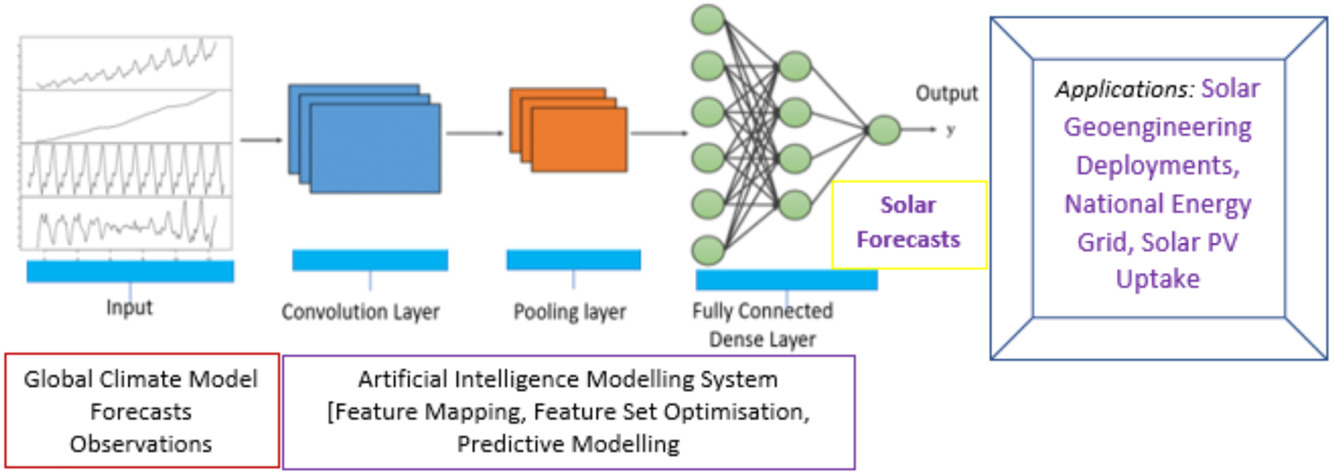 Input
Convolution Layer
Pooling layer
Fully Connected
Dense Layer
Output
y
Solar
Forecasts
Applications: Solar
Geoengineering
Deployments,
National Energy
Grid, Solar PV
Uptake
Global Climate Model
Forecasts
Observations
Artificial Intelligence Modelling System
[Feature Mapping, Feature Set Optimisation,
Predictive Modelling